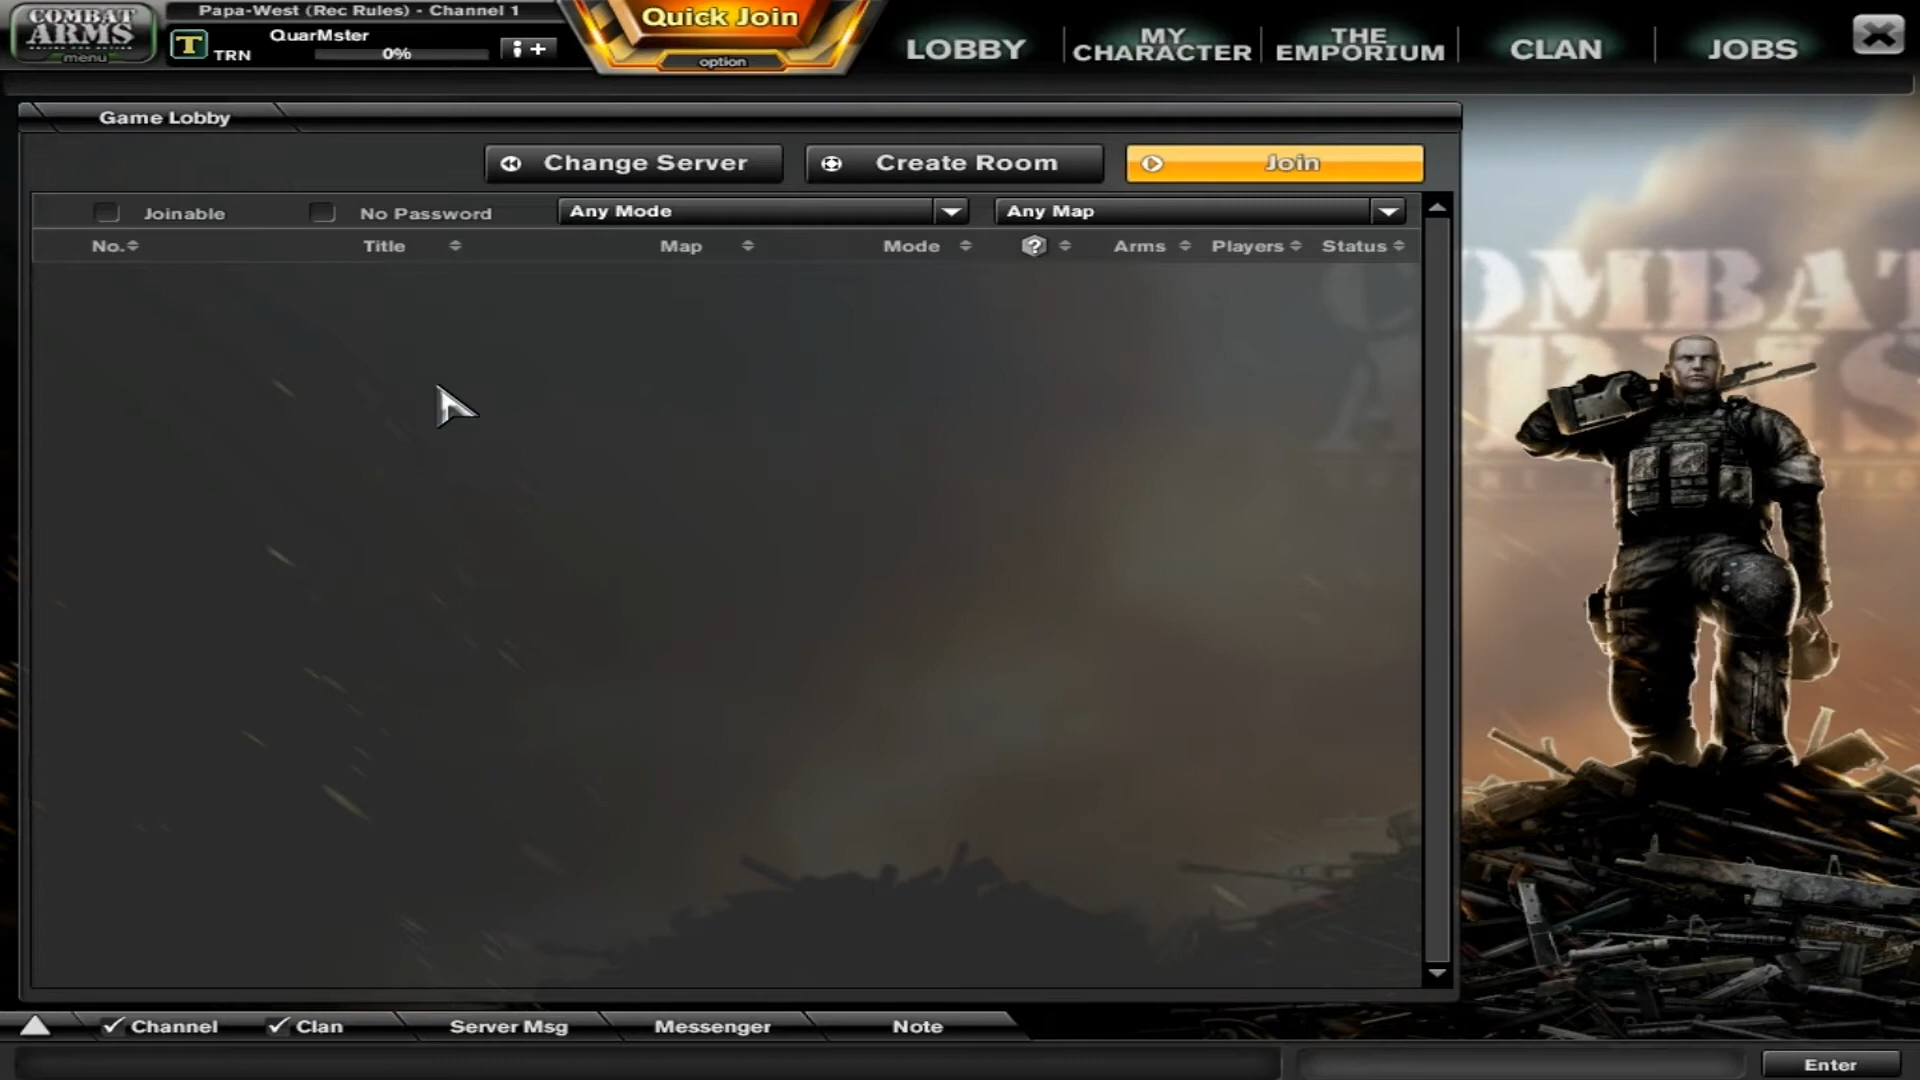 COMBAT
ARMS
menu
Papa-West (Rec Rules) - Channel 1
T TRN
QuarMster
0%
Quick Join
option
LOBBY
MY
CHARACTER
THE
EMPORIUM
CLAN
JOBS
Game Lobby
Change Server
Create Room
Join
Joinable
No Password
Any Mode
Any Map
No.
Title
Map
Mode
?
Arms
Players
Status
COMBAT
ARMS
Channel
Clan
Server Msg
Messenger
Note
Enter